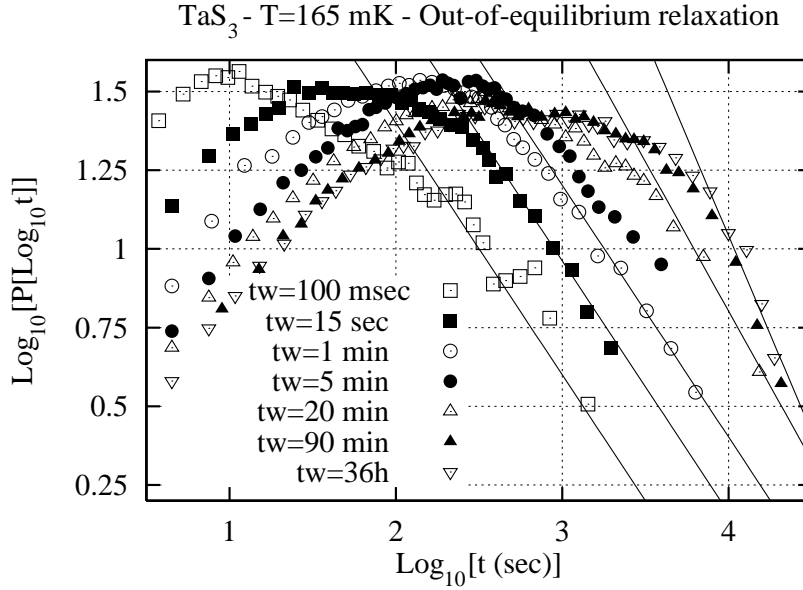 TaS3 - T=165 mK - Out-of-equilibrium relaxation
Log10[P[Log10t]]
1.5
1.25
1
0.75
0.5
0.25
tw=100 msec
tw=15 sec
tw=1 min
tw=5 min
tw=20 min
tw=90 min
tw=36h
1 2 3 4
Log10[t (sec)]